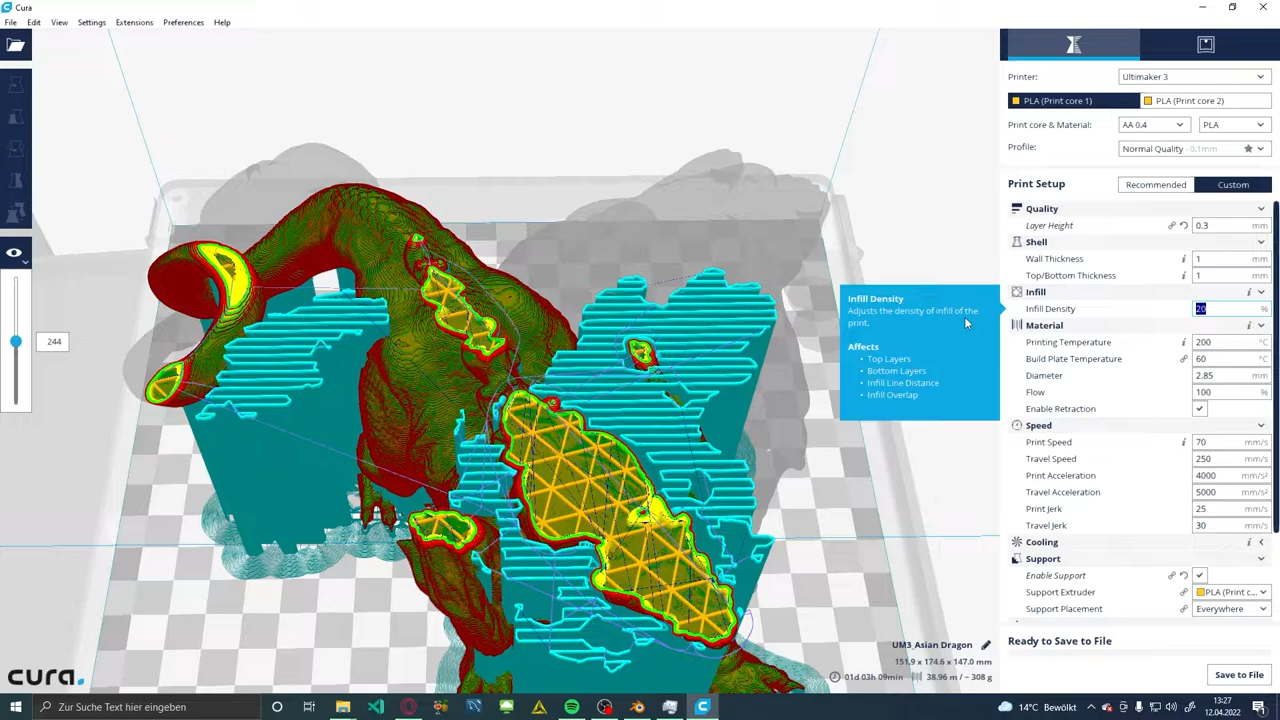 Cura
File Edit View Settings Extensions Preferences Help
Printer: Ultimaker 3
PLA (Print core 1) PLA (Print core 2)
Print core & Material: AA 0.4 PLA
Profile: Normal Quality - 0.1mm
Print Setup Recommended Custom
Quality
Layer Height 0.3 mm
Shell
Wall Thickness i 1 mm
Top/Bottom Thickness i 1 mm
Infill i
Infill Density 20 %
Material i
Printing Temperature i 200 °C
Build Plate Temperature 60 °C
Diameter 2.85 mm
Flow 100 %
Enable Retraction
Speed
Print Speed i 70 mm/s
Travel Speed 250 mm/s
Print Acceleration 4000 mm/s²
Travel Acceleration 5000 mm/s²
Print Jerk 25 mm/s
Travel Jerk 30 mm/s
Cooling i
Support
Enable Support
Support Extruder PLA (Print c...
Support Placement Everywhere
Infill Density
Adjusts the density of infill of the
print.
Affects
• Top Layers
• Bottom Layers
• Infill Line Distance
• Infill Overlap
244
UM3_Asian Dragon
151.9 x 174.6 x 147.0 mm
01d 03h 09min 38.96 m / ~ 308 g
Ready to Save to File
Save to File
cura.
Zur Suche Text hier eingeben
14°C Bewölkt
13:27
12.04.2022